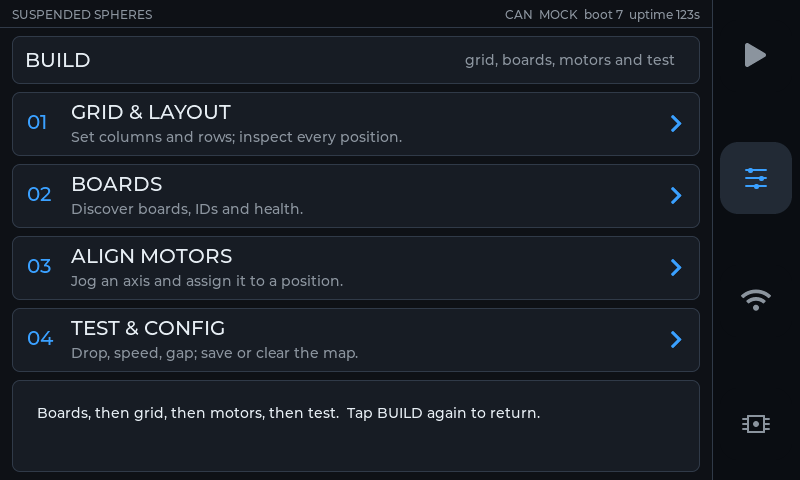 SUSPENDED SPHERES
CAN  MOCK  boot 7  uptime 123s
BUILD
grid, boards, motors and test
01
GRID & LAYOUT
Set columns and rows; inspect every position.
02
BOARDS
Discover boards, IDs and health.
03
ALIGN MOTORS
Jog an axis and assign it to a position.
04
TEST & CONFIG
Drop, speed, gap; save or clear the map.
Boards, then grid, then motors, then test.  Tap BUILD again to return.